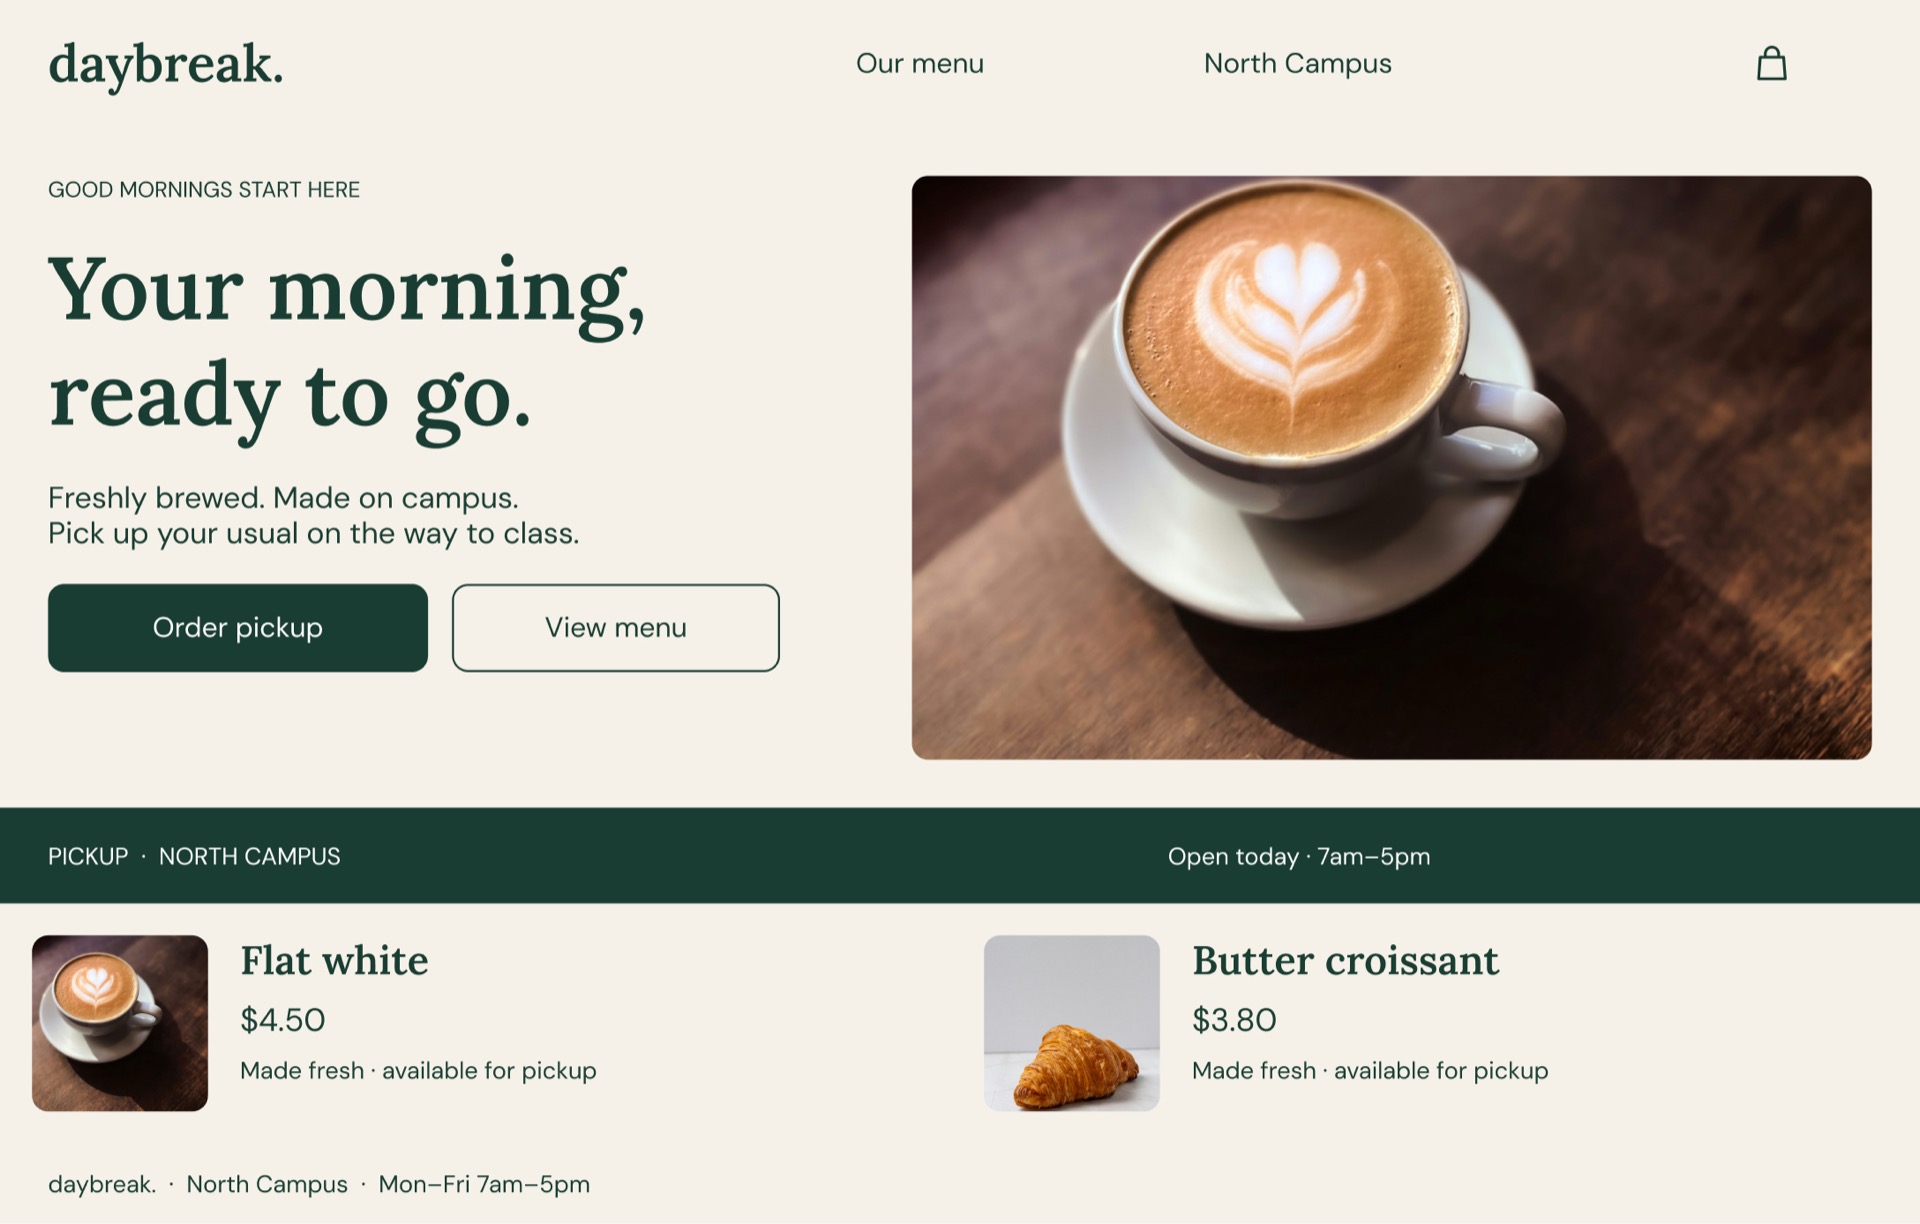 daybreak.
Our menu
North Campus
GOOD MORNINGS START HERE
Your morning,
ready to go.
Freshly brewed. Made on campus.
Pick up your usual on the way to class.
Order pickup
View menu
PICKUP · NORTH CAMPUS
Open today · 7am–5pm
Flat white
$4.50
Made fresh · available for pickup
Butter croissant
$3.80
Made fresh · available for pickup
daybreak. · North Campus · Mon–Fri 7am–5pm